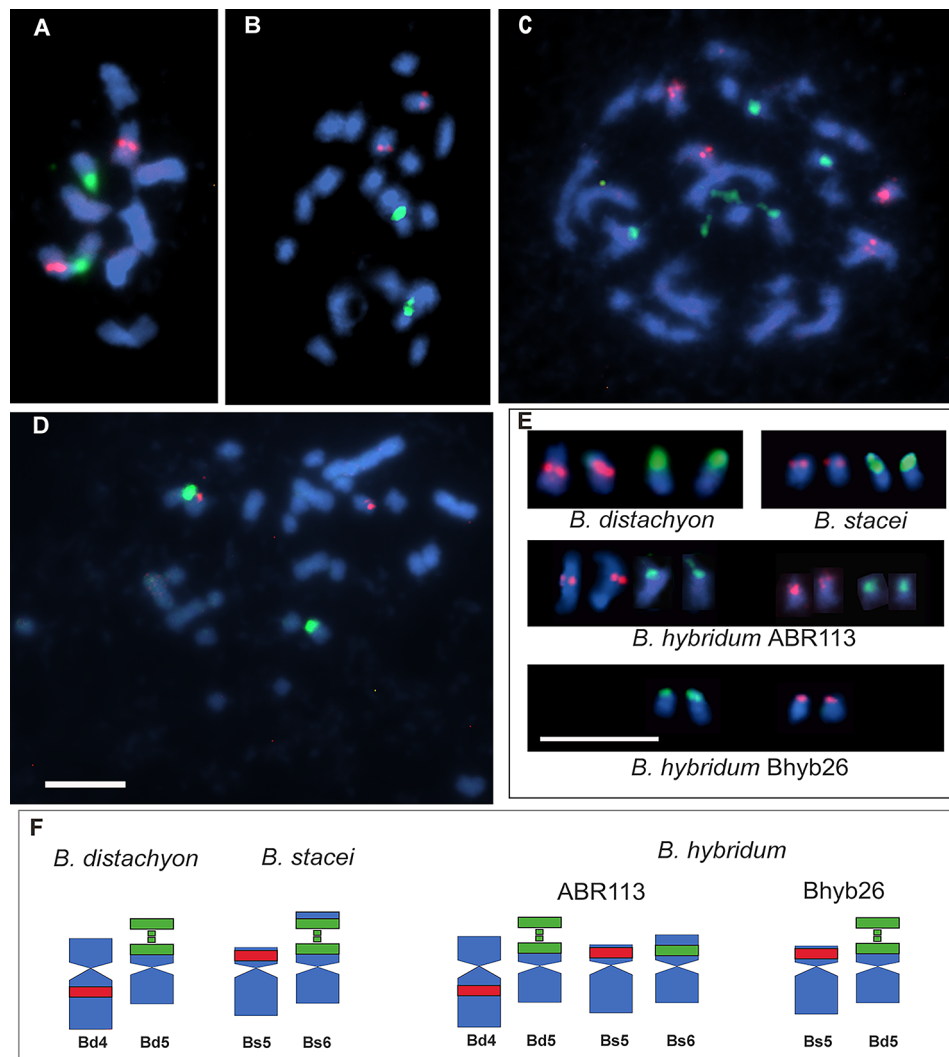 A
B
C
D
E
B. distachyon
B. stacei
B. hybridum ABR113
B. hybridum Bhyb26
F
B. distachyon
B. stacei
B. hybridum
ABR113
Bhyb26
Bd4
Bd5
Bs5
Bs6
Bd4
Bd5
Bs5
Bs6
Bs5
Bd5